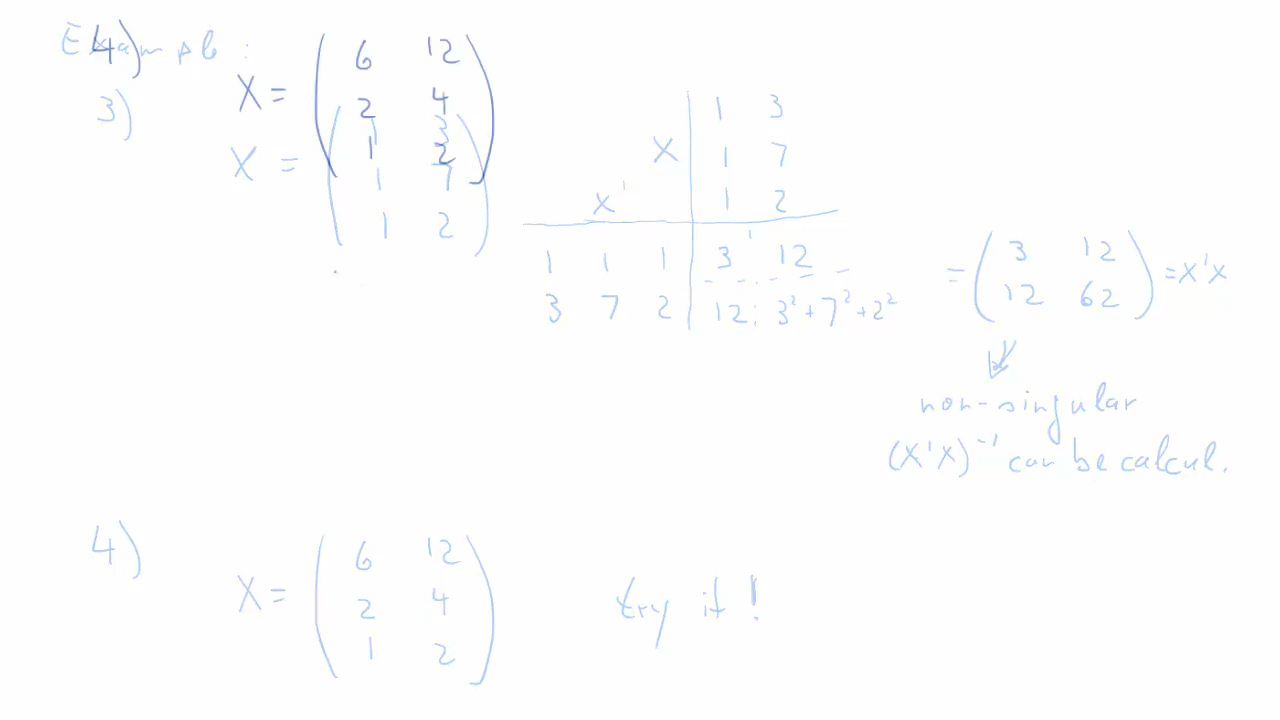 Example :
4)
X = ( 6 12
2 4
1 2 )
3)
X = ( 1 3
1 7
1 2 )
X | 1 3
1 7
X' | 1 2
1 1 1 | 3 12
3 7 2 | 12 3² + 7² + 2²
= ( 3 12
12 62 ) = X'X
non-singular
(X'X)⁻¹ can be calcul.
4)
X = ( 6 12
2 4
1 2 )
try it !